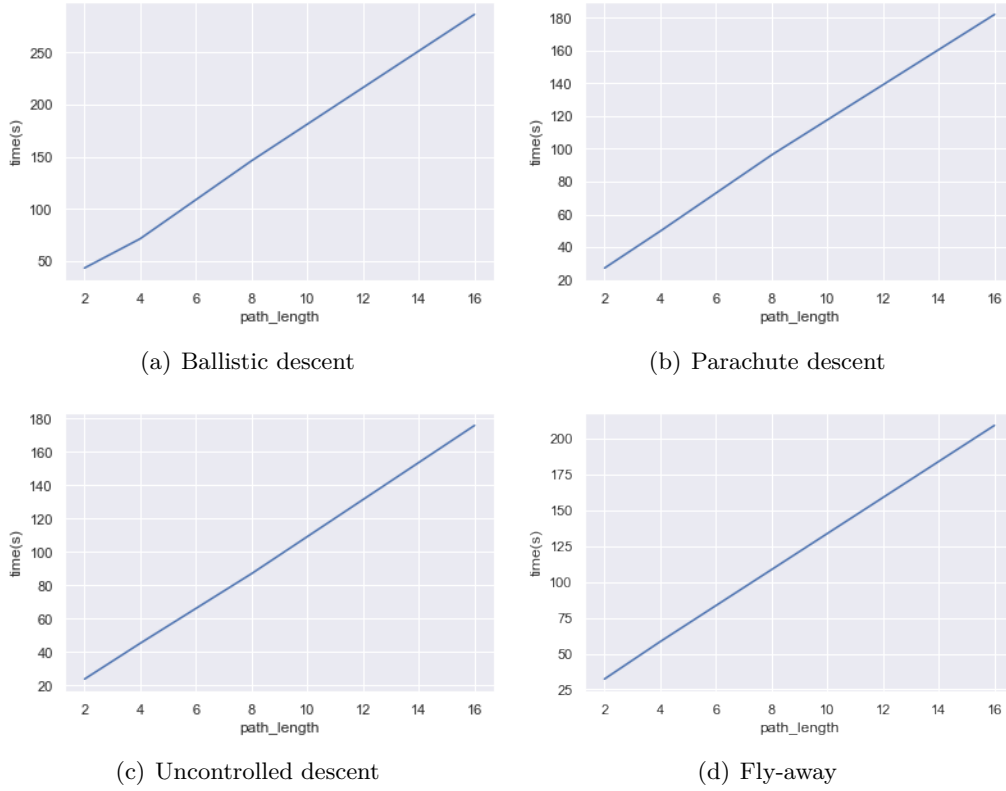 250
200
150
100
50
time(s)
2 4 6 8 10 12 14 16
path_length
(a) Ballistic descent
180
160
140
120
100
80
60
40
20
time(s)
2 4 6 8 10 12 14 16
path_length
(b) Parachute descent
180
160
140
120
100
80
60
40
20
time(s)
2 4 6 8 10 12 14 16
path_length
(c) Uncontrolled descent
200
175
150
125
100
75
50
25
time(s)
2 4 6 8 10 12 14 16
path_length
(d) Fly-away